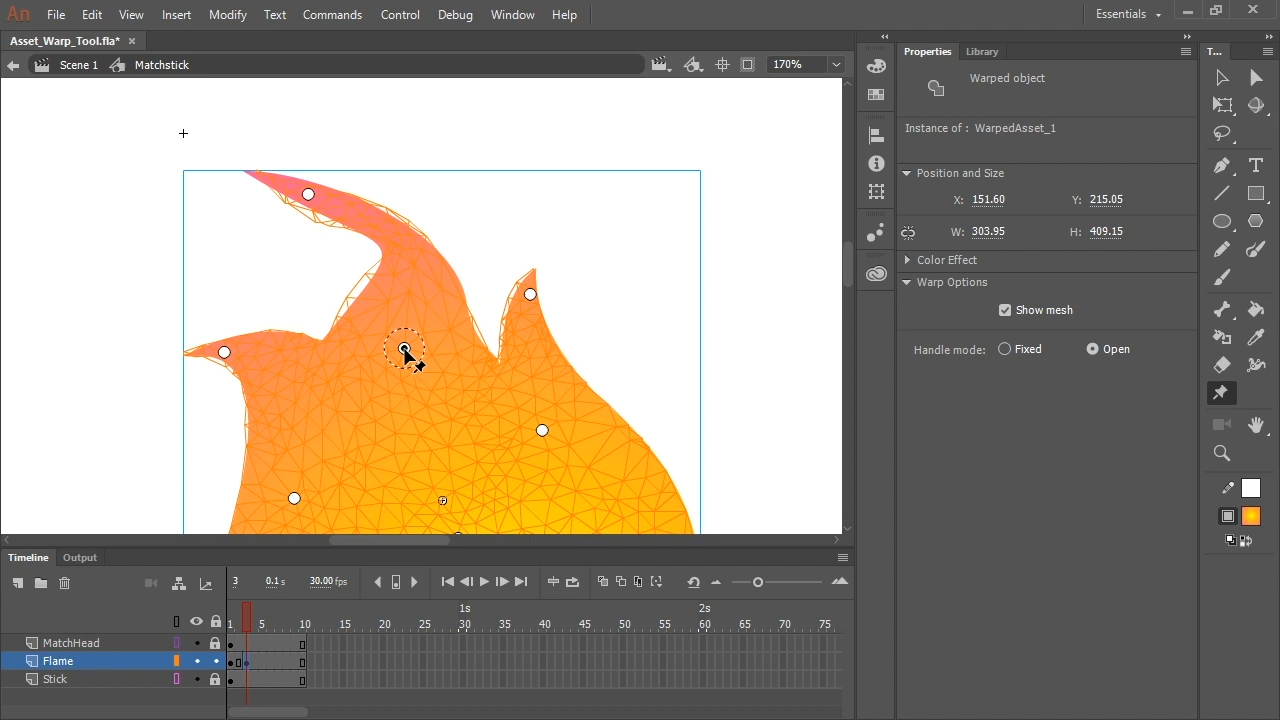 An File Edit View Insert Modify Text Commands Control Debug Window Help Essentials
Asset_Warp_Tool.fla*
Scene 1 Matchstick 170%
Properties Library T...
Warped object
Instance of : WarpedAsset_1
Position and Size
X: 151.60 Y: 215.05
W: 303.95 H: 409.15
Color Effect
Warp Options
Show mesh
Handle mode: Fixed Open
Timeline Output
3 0.1 s 30.00 fps
1s 2s
1 5 10 15 20 25 30 35 40 45 50 55 60 65 70 75
MatchHead
Flame
Stick